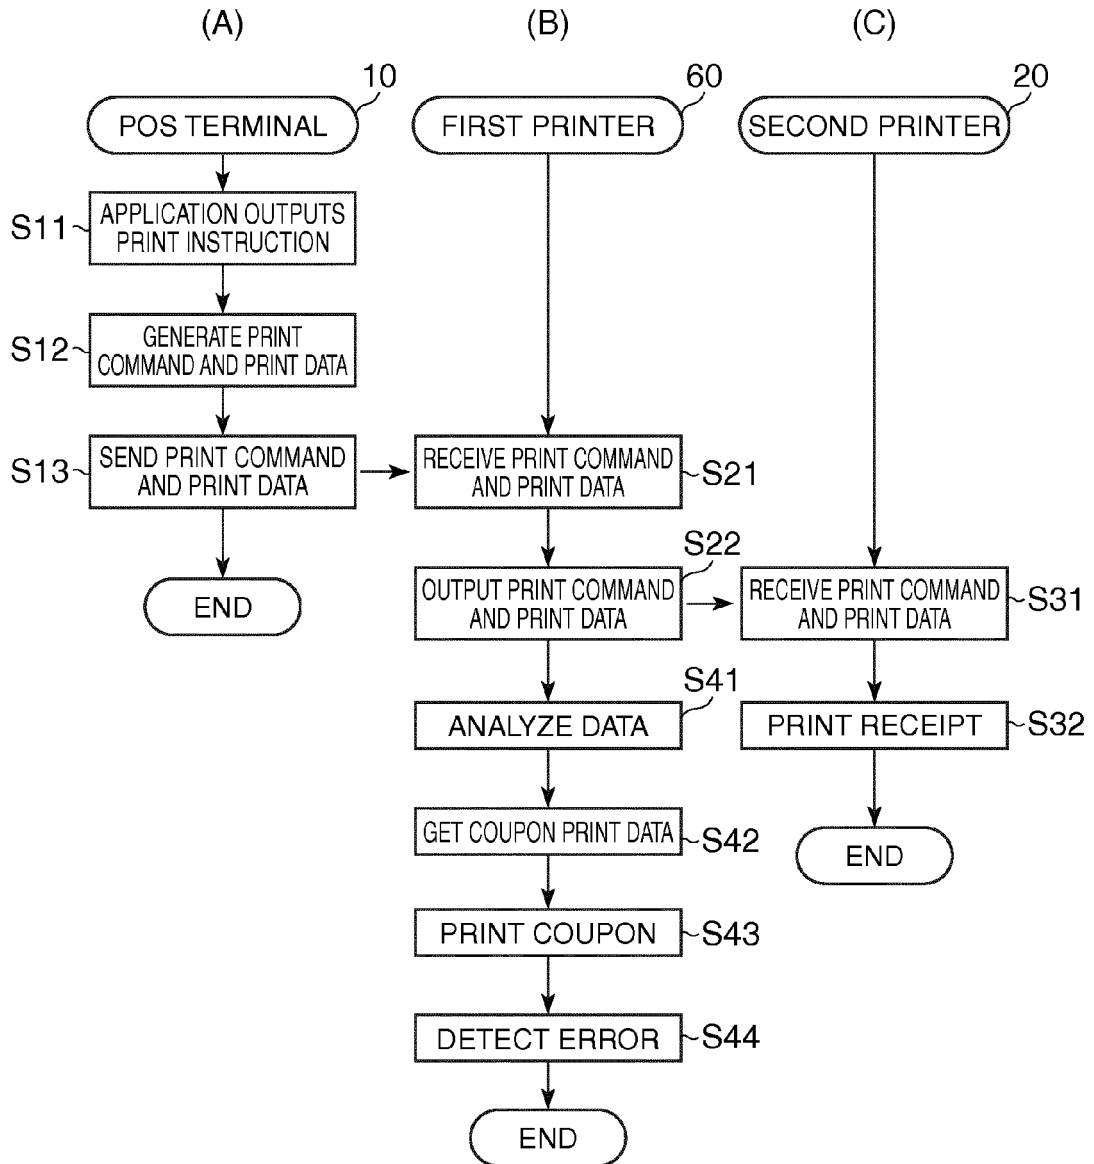 (A)
(B)
(C)
10
60
20
POS TERMINAL
FIRST PRINTER
SECOND PRINTER
S11
APPLICATION OUTPUTS
PRINT INSTRUCTION
S12
GENERATE PRINT
COMMAND AND PRINT DATA
S13
SEND PRINT COMMAND
AND PRINT DATA
RECEIVE PRINT COMMAND
AND PRINT DATA
S21
END
S22
OUTPUT PRINT COMMAND
AND PRINT DATA
RECEIVE PRINT COMMAND
AND PRINT DATA
S31
S41
ANALYZE DATA
PRINT RECEIPT
S32
GET COUPON PRINT DATA
S42
END
PRINT COUPON
S43
DETECT ERROR
S44
END